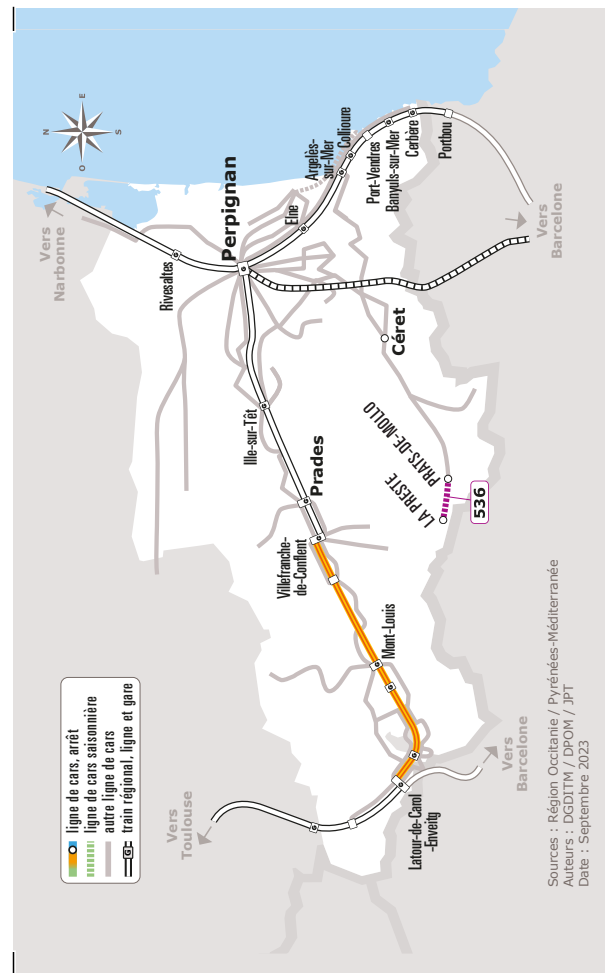 N
E
S
O
Vers
Narbonne
Rivesaltes
Perpignan
Elne
Argelès-
sur-Mer
Collioure
Port-Vendres
Banyuls-sur-Mer
Cerbère
Portbou
Vers
Barcelone
Ille-sur-Têt
Prades
Céret
Villefranche-
de-Conflent
PRATS-DE-MOLLO
LA PRESTE
536
Mont-Louis
Latour-de-Carol
-Enveitg
Vers
Barcelone
Vers
Toulouse
ligne de cars, arrêt
ligne de cars saisonnière
autre ligne de cars
G train régional, ligne et gare
Sources : Région Occitanie / Pyrénées-Méditerranée
Auteurs : DGDITM / DPOM / JPT
Date : Septembre 2023